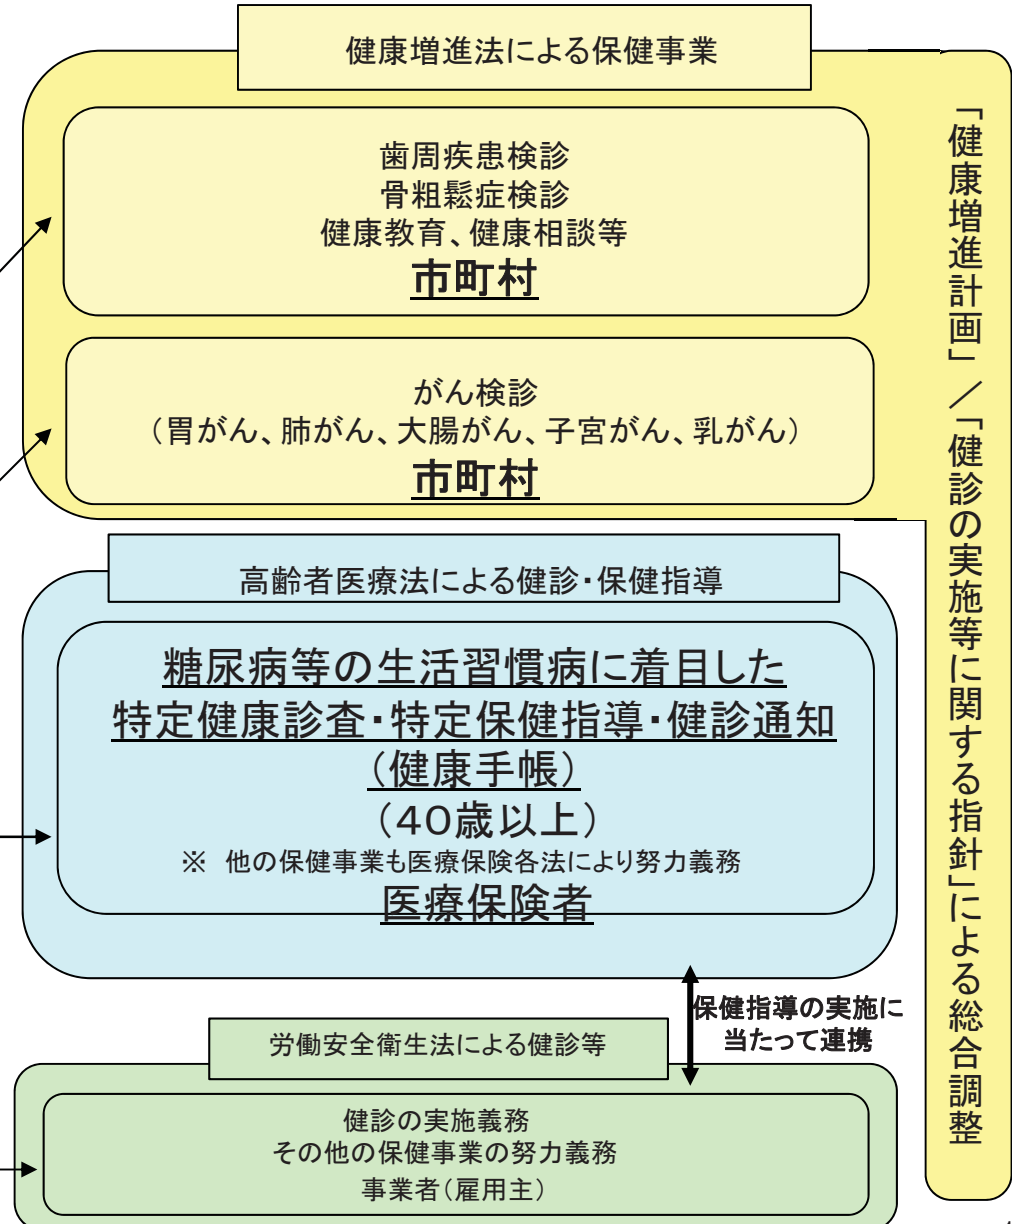 健康増進法による保健事業
歯周疾患検診
骨粗鬆症検診
健康教育、健康相談等
市町村
がん検診
（胃がん、肺がん、大腸がん、子宮がん、乳がん）
市町村
高齢者医療法による健診・保健指導
糖尿病等の生活習慣病に着目した
特定健康診査・特定保健指導・健診通知
（健康手帳）
（４０歳以上）
※　他の保健事業も医療保険各法により努力義務
医療保険者
保健指導の実施に
当たって連携
労働安全衛生法による健診等
健診の実施義務
その他の保健事業の努力義務
事業者（雇用主）
「健康増進計画」／「健診の実施等に関する指針」による総合調整